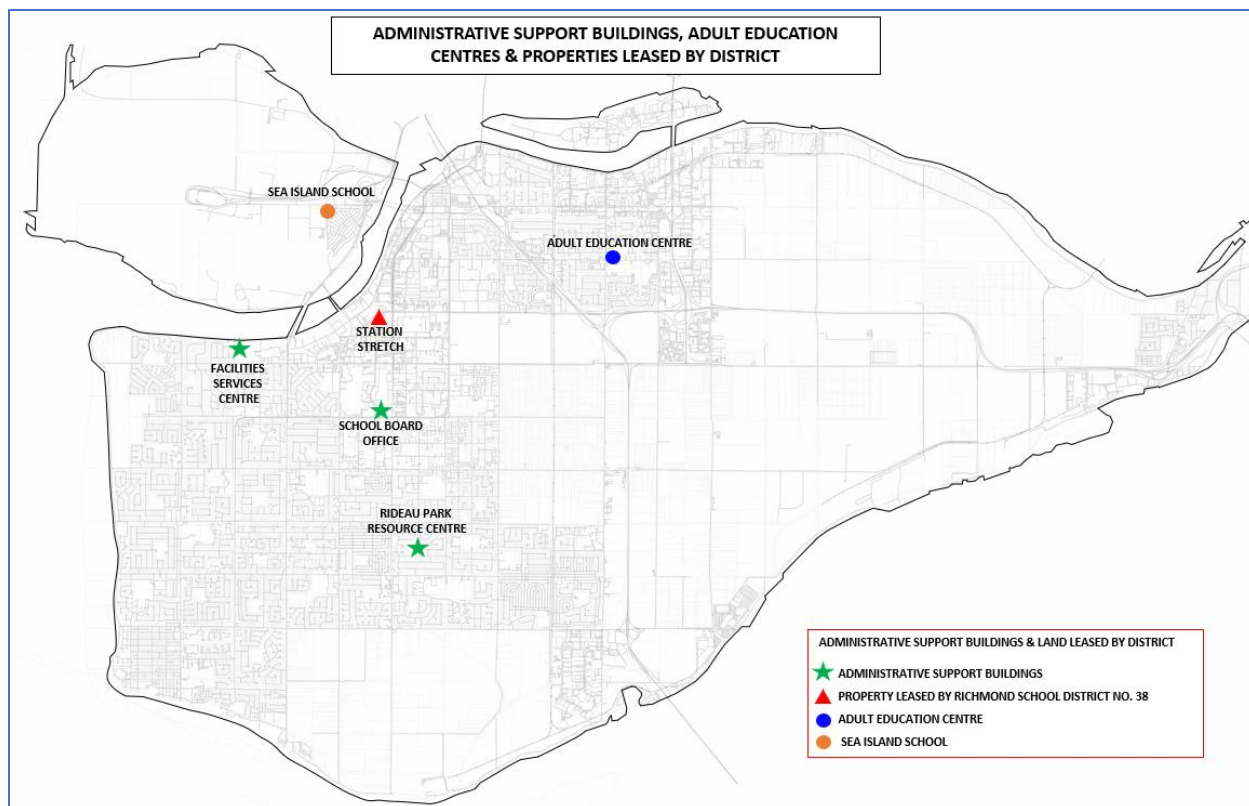 ADMINISTRATIVE SUPPORT BUILDINGS, ADULT EDUCATION
CENTRES & PROPERTIES LEASED BY DISTRICT
SEA ISLAND SCHOOL
ADULT EDUCATION CENTRE
STATION
STRETCH
FACILITIES
SERVICES
CENTRE
SCHOOL BOARD
OFFICE
RIDEAU PARK
RESOURCE CENTRE
ADMINISTRATIVE SUPPORT BUILDINGS & LAND LEASED BY DISTRICT
ADMINISTRATIVE SUPPORT BUILDINGS
PROPERTY LEASED BY RICHMOND SCHOOL DISTRICT NO. 38
ADULT EDUCATION CENTRE
SEA ISLAND SCHOOL